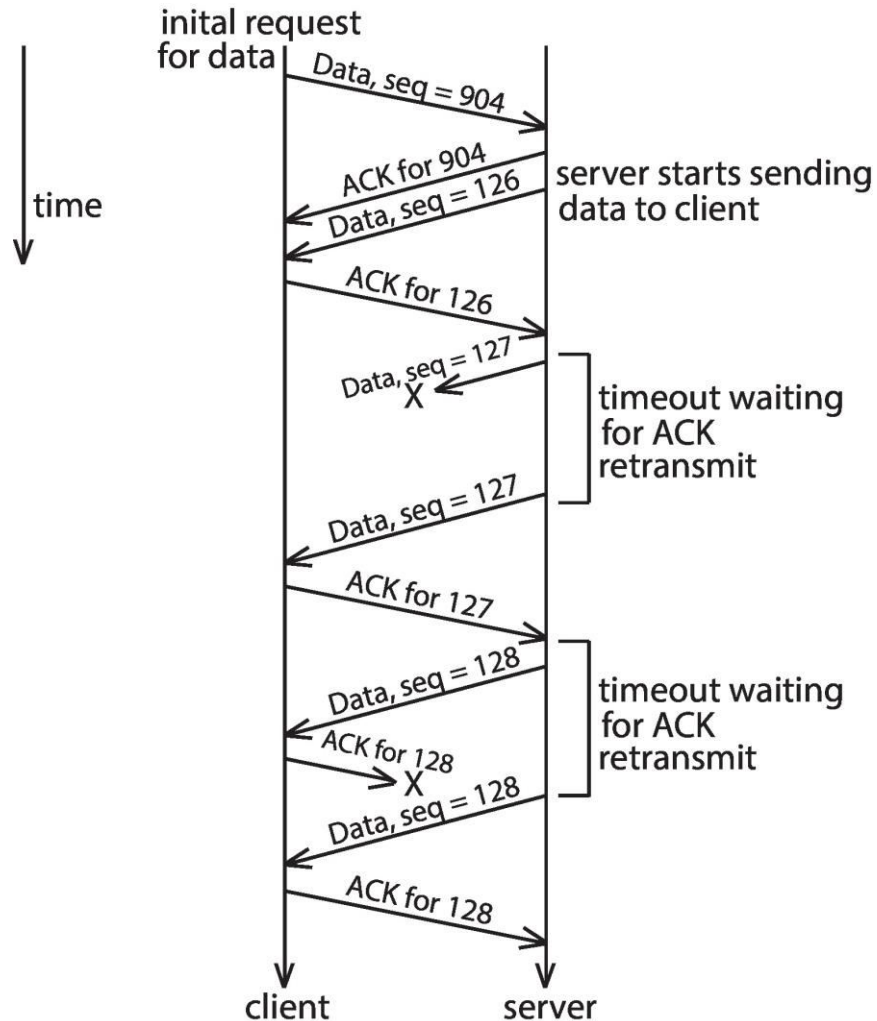 inital request
for data
Data, seq = 904
time
ACK for 904
Data, seq = 126
server starts sending
data to client
ACK for 126
Data, seq = 127
X
timeout waiting
for ACK
retransmit
Data, seq = 127
ACK for 127
Data, seq = 128
timeout waiting
for ACK
retransmit
ACK for 128
X
Data, seq = 128
ACK for 128
client
server